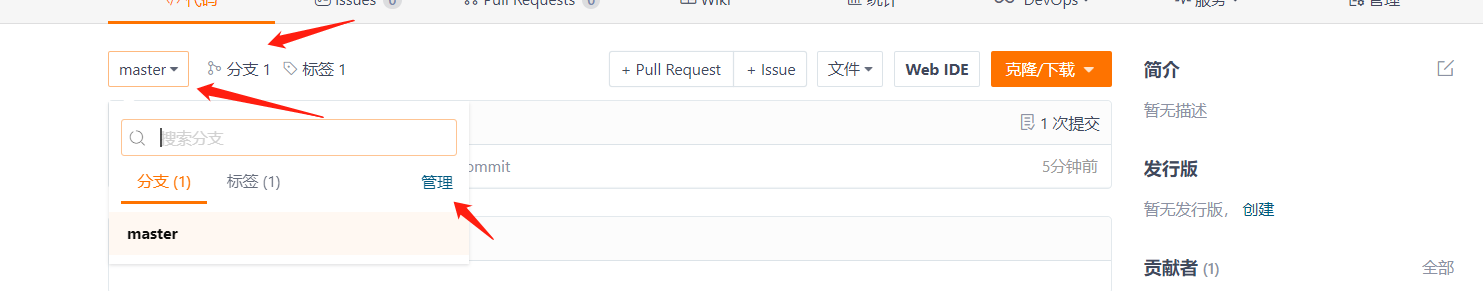 代码 Issues 0 Pull Requests 0 Wiki 统计 DevOps 服务 管理
master 分支 1 标签 1 + Pull Request + Issue 文件 Web IDE 克隆/下载 简介
暂无描述
搜索分支 1 次提交
ommit 5分钟前 发行版
分支 (1) 标签 (1) 管理
暂无发行版， 创建
master
贡献者 (1) 全部